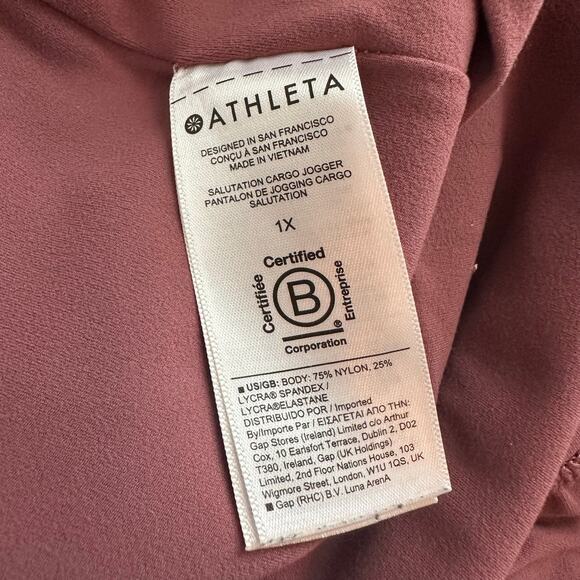 ATHLETA
DESIGNED IN SAN FRANCISCO
CONÇU À SAN FRANCISCO
MADE IN VIETNAM
SALUTATION CARGO JOGGER
PANTALON DE JOGGING CARGO
SALUTATION
1X
Certified
Certifiée
B
Entreprise
®
Corporation
■ US/GB: BODY: 75% NYLON, 25%
LYCRA® SPANDEX /
LYCRA®ELASTANE
DISTRIBUIDO POR / Imported
By/Importe Par / ΕΙΣΑΓΕΤΑΙ ΑΠΟ ΤΗΝ:
Gap Stores (Ireland) Limited c/o Arthur
Cox, 10 Earlsfort Terrace, Dublin 2, D02
T380, Ireland, Gap (UK Holdings)
Limited, 2nd Floor Nations House, 103
Wigmore Street, London, W1U 1QS, UK
■ Gap (RHC) B.V. Luna ArenA